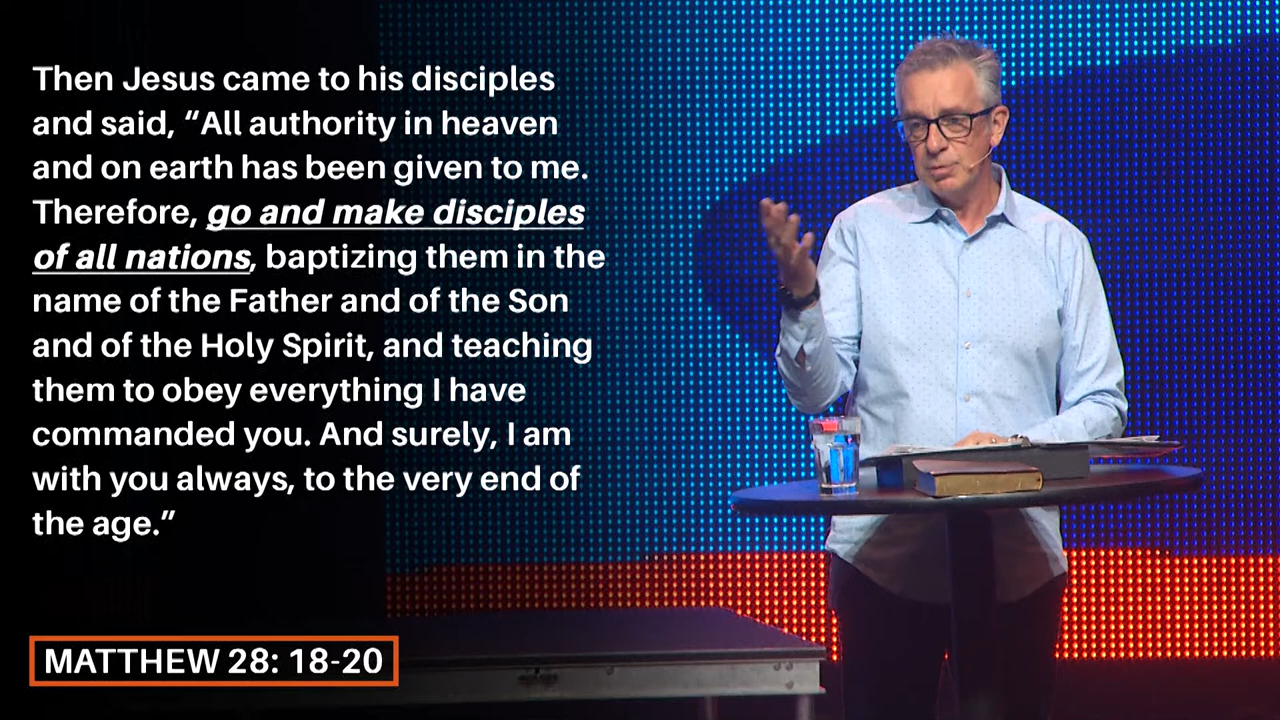 Then Jesus came to his disciples
and said, “All authority in heaven
and on earth has been given to me.
Therefore, go and make disciples
of all nations, baptizing them in the
name of the Father and of the Son
and of the Holy Spirit, and teaching
them to obey everything I have
commanded you. And surely, I am
with you always, to the very end of
the age.”
MATTHEW 28: 18-20